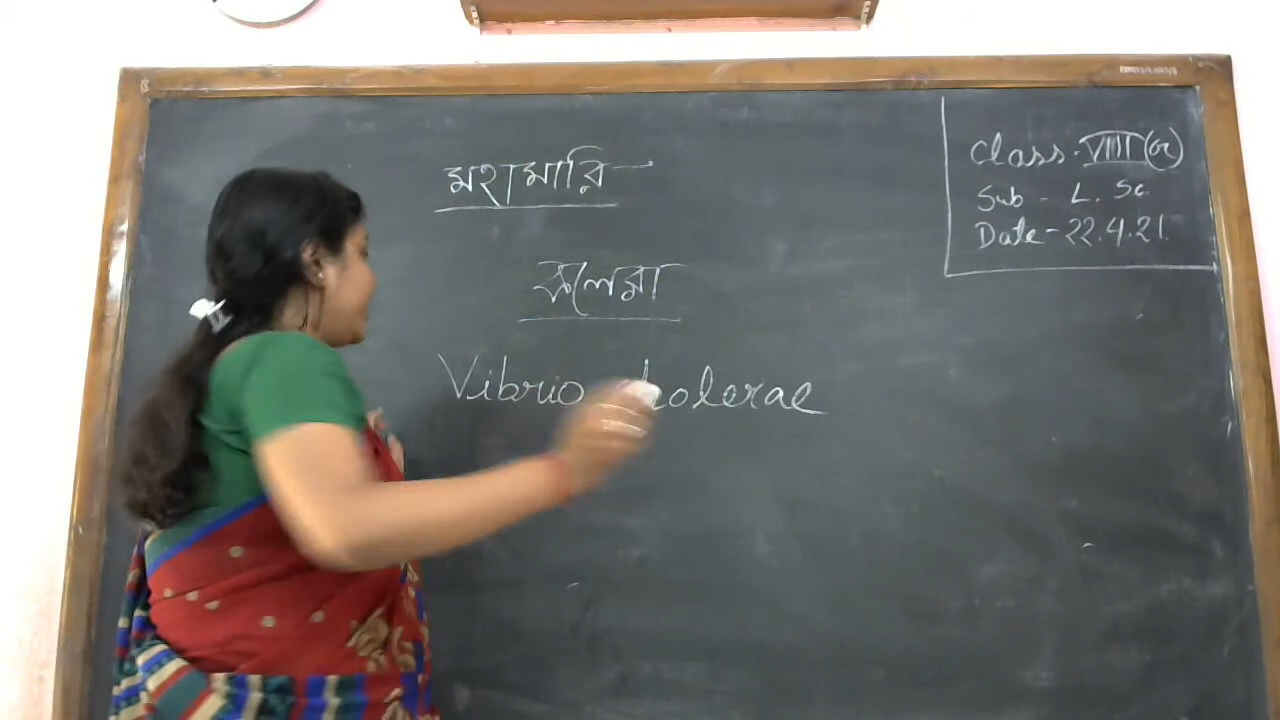 মহামারি -
কলেরা
Vibrio cholerae
Class - VIII
Sub - L. Sc.
Date - 22.4.21.